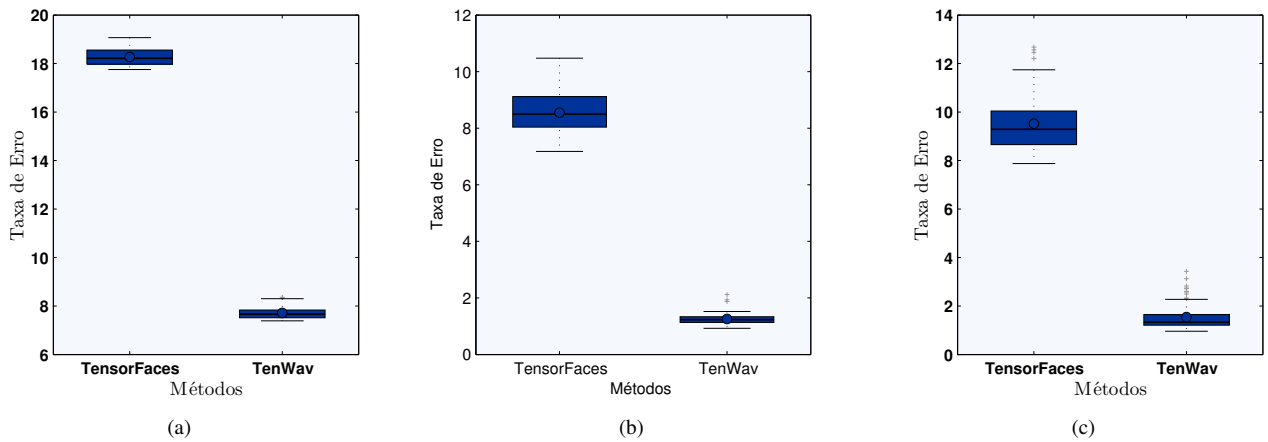 20
18
16
14
12
10
8
6
Taxa de Erro
TensorFaces TenWav
Métodos
(a)
12
10
8
6
4
2
0
Taxa de Erro
TensorFaces TenWav
Métodos
(b)
14
12
10
8
6
4
2
0
Taxa de Erro
TensorFaces TenWav
Métodos
(c)